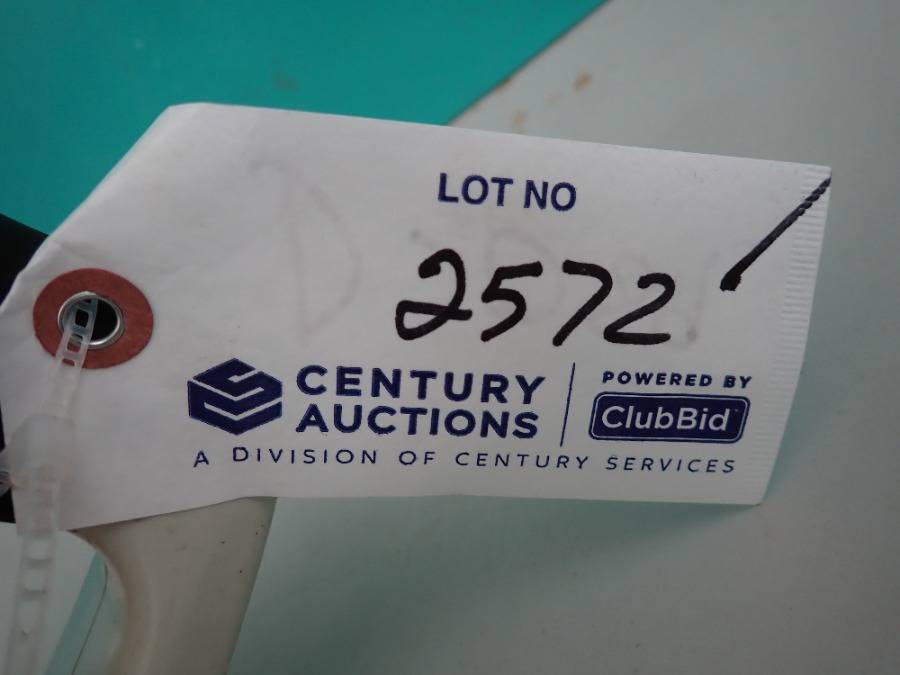 LOT NO
2572
CENTURY AUCTIONS
POWERED BY
ClubBid
A DIVISION OF CENTURY SERVICES